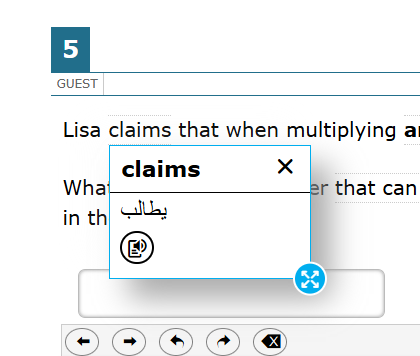 5
GUEST
Lisa claims that when multiplying
claims
What
er that can
in th
يطالب